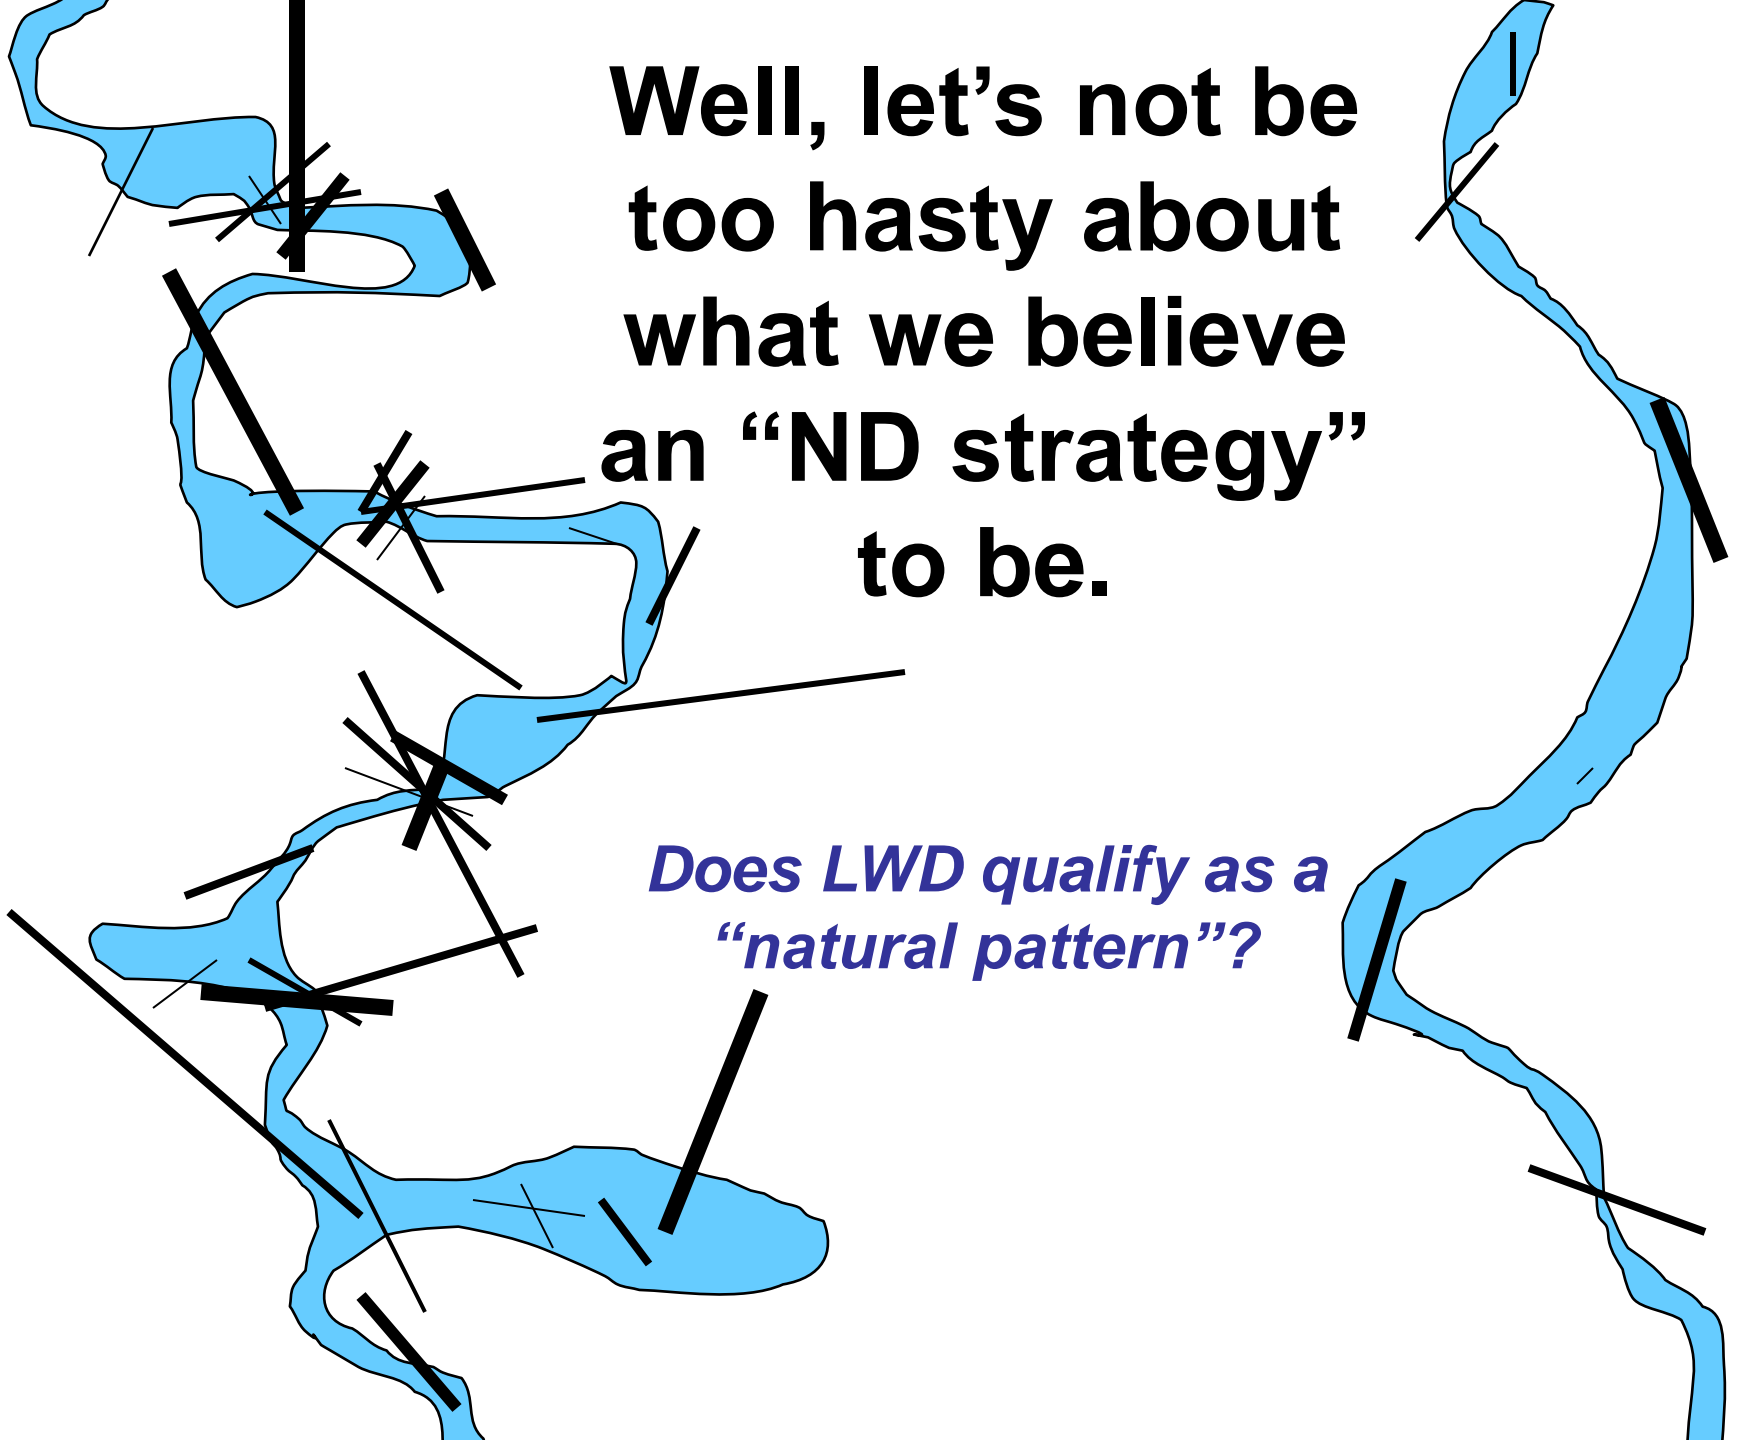 Well, let’s not be
too hasty about
what we believe
an “ND strategy”
to be.
Does LWD qualify as a
“natural pattern”?